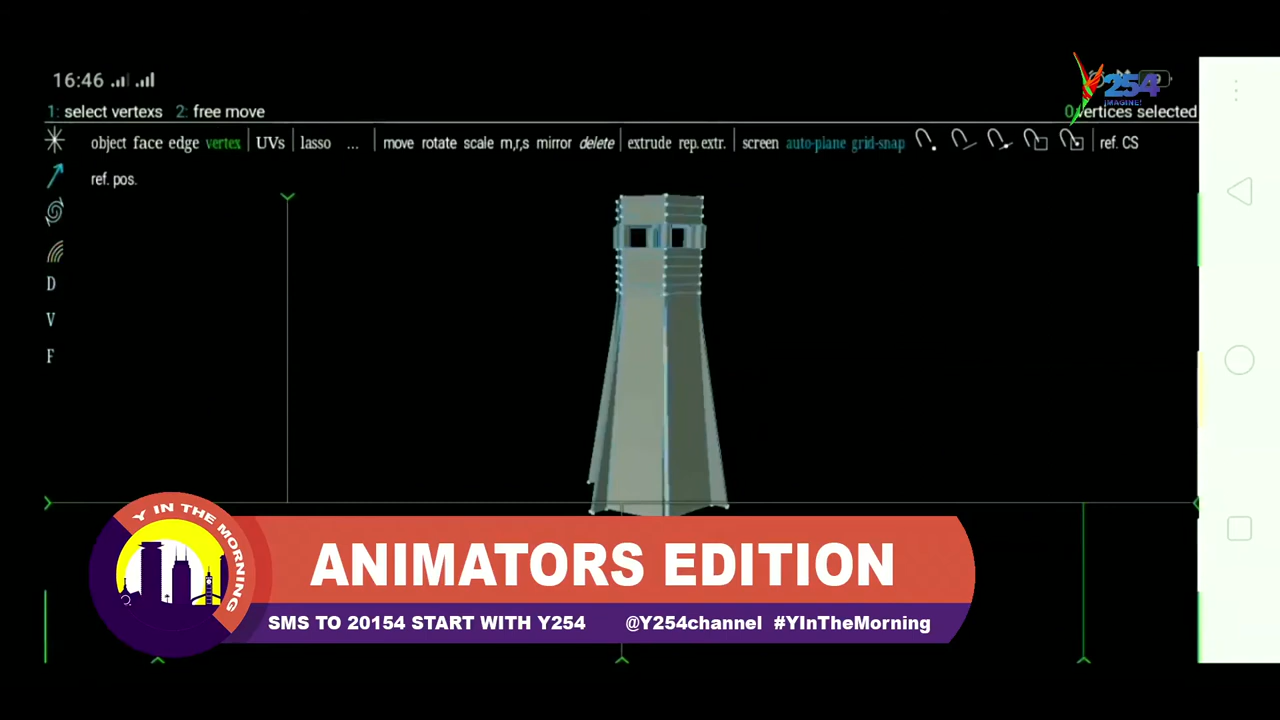 16:46
254
IMAGINE!
1: select vertexs 2: free move
0 vertices selected
object face edge vertex UVs lasso ... move rotate scale m,r,s mirror delete extrude rep.extr. screen auto-plane grid-snap ref. CS
ref. pos.
D
V
F
Y IN THE MORNING
ANIMATORS EDITION
SMS TO 20154 START WITH Y254 @Y254channel #YInTheMorning